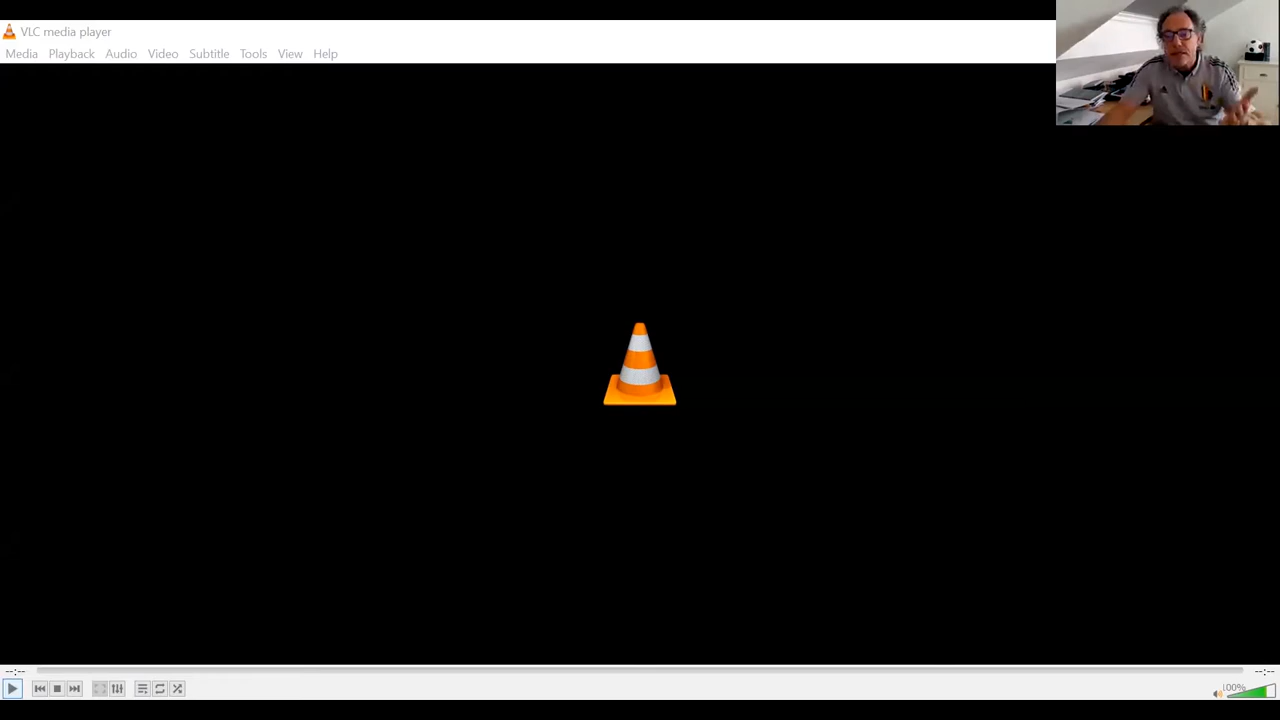 VLC media player
Media Playback Audio Video Subtitle Tools View Help
--:-- --:--
100%